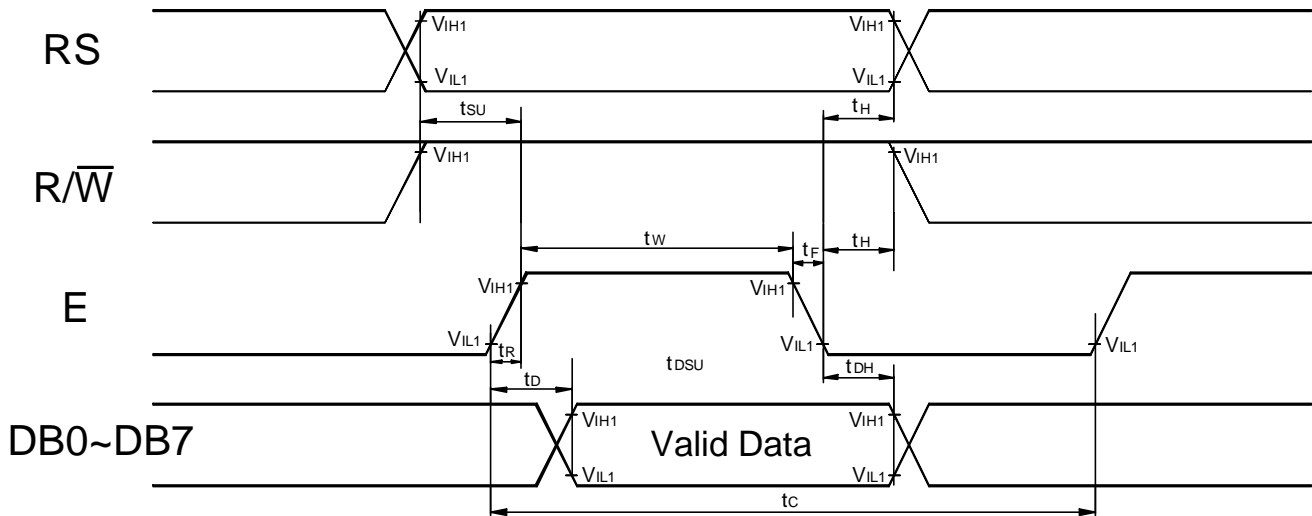 RS
VIH1
VIH1
VIL1
VIL1
tSU
tH
R/W̅
VIH1
VIH1
tW
tF
tH
E
VIH1
VIH1
VIL1
VIL1
VIL1
tR
tD
tDSU
tDH
DB0~DB7
VIH1
VIH1
Valid Data
VIL1
VIL1
tC